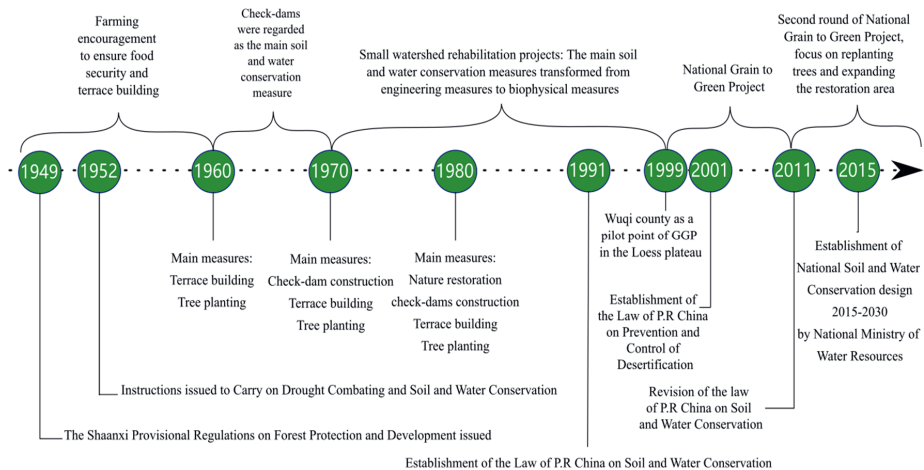 Farming
encouragement
to ensure food
security and
terrace building
Check-dams
were regarded
as the main soil
and water
conservation
measure
Small watershed rehabilitation projects: The main soil
and water conservation measures transformed from
engineering measures to biophysical measures
National Grain to
Green Project
Second round of National
Grain to Green Project,
focus on replanting
trees and expanding
the restoration area
1949
1952
1960
1970
1980
1991
1999
2001
2011
2015
Main measures:
Terrace building
Tree planting
Main measures:
Check-dam construction
Terrace building
Tree planting
Main measures:
Nature restoration
check-dams construction
Terrace building
Tree planting
Wuqi county as a
pilot point of GGP
in the Loess plateau
Establishment of
the Law of P.R China
on Prevention and
Control of
Desertification
Establishment of
National Soil and Water
Conservation design
2015-2030
by National Ministry of
Water Resources
Revision of the law
of P.R China on Soil
and Water Conservation
Instructions issued to Carry on Drought Combating and Soil and Water Conservation
The Shaanxi Provisional Regulations on Forest Protection and Development issued
Establishment of the Law of P.R China on Soil and Water Conservation